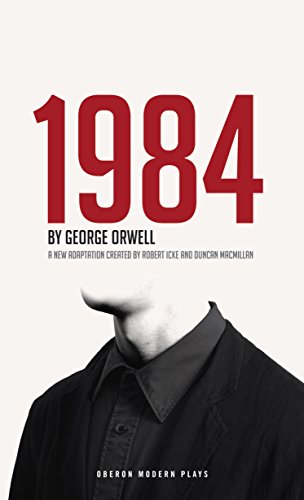 1984
BY GEORGE ORWELL
A NEW ADAPTATION CREATED BY ROBERT ICKE AND DUNCAN MACMILLAN
OBERON MODERN PLAYS